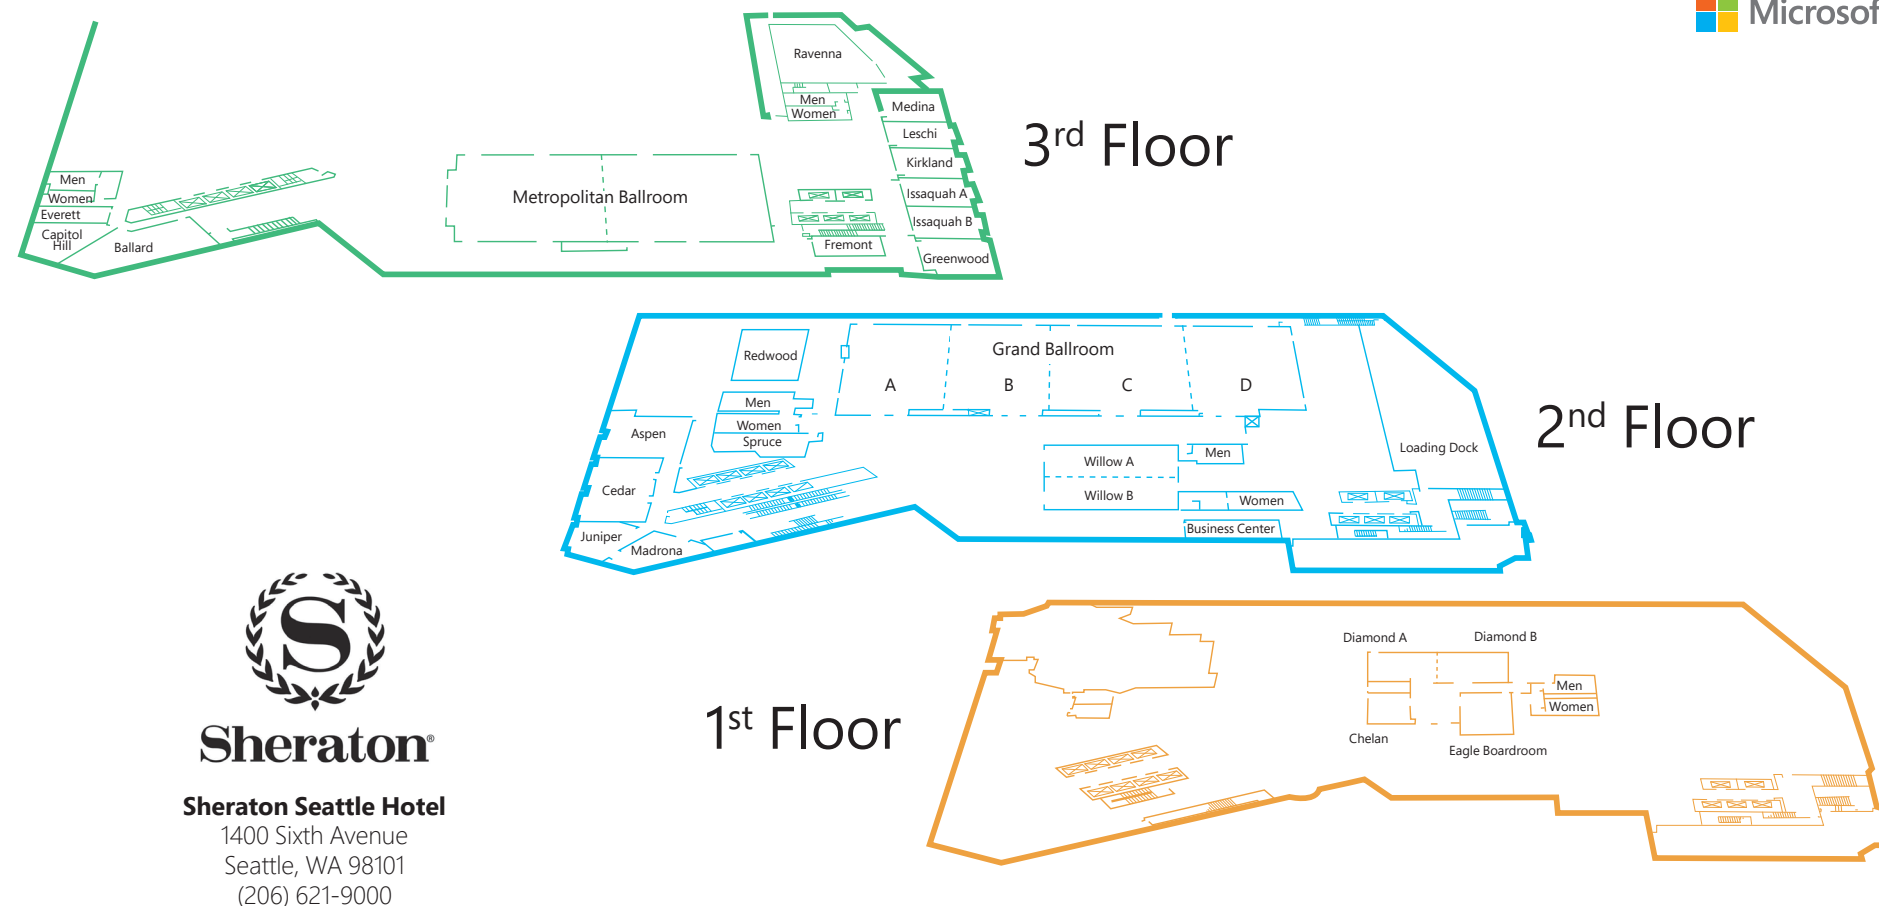 Microsof
Ravenna
Men
Women
Medina
Leschi
Kirkland
Issaquah A
Issaquah B
Greenwood
Fremont
Metropolitan Ballroom
Men
Women
Everett
Capitol
Hill
Ballard
3rd Floor
Redwood
Grand Ballroom
A
B
C
D
Men
Women
Spruce
Aspen
Cedar
Juniper
Madrona
Willow A
Willow B
Men
Women
Business Center
Loading Dock
2nd Floor
Diamond A
Diamond B
Men
Women
Chelan
Eagle Boardroom
1st Floor
S
Sheraton®
Sheraton Seattle Hotel
1400 Sixth Avenue
Seattle, WA 98101
(206) 621-9000